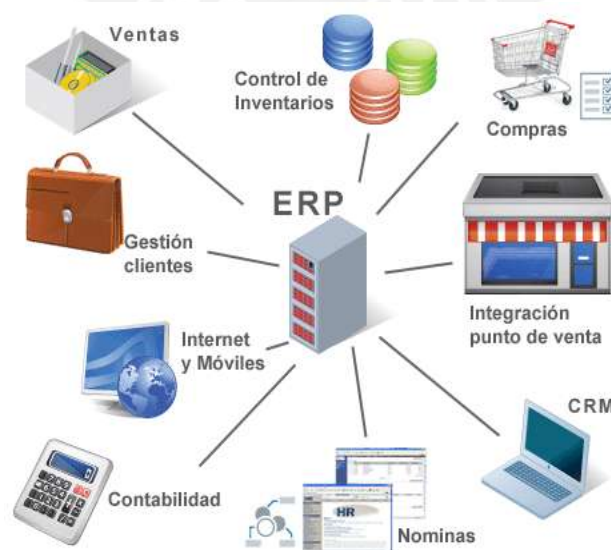 Ventas
Control de
Inventarios
Compras
ERP
Gestión
clientes
Integración
punto de venta
Internet
y Móviles
CRM
Contabilidad
HR
Nominas